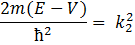 2m(E − V)/ħ² = k₂²